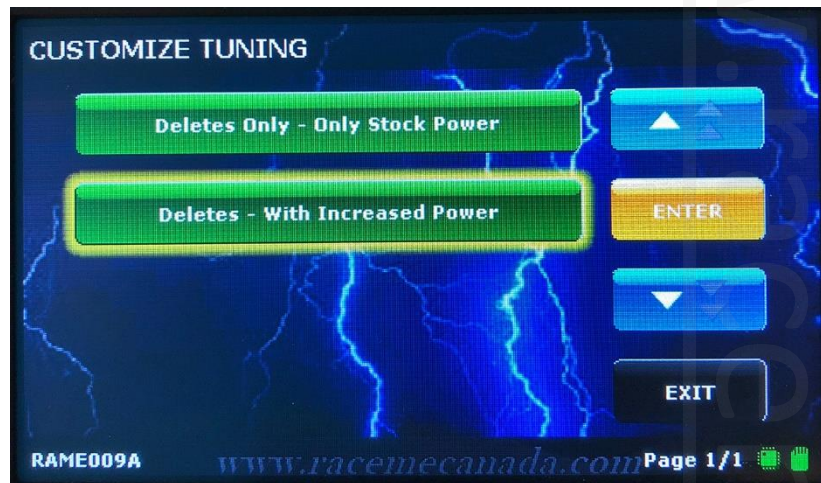 CUSTOMIZE TUNING
Deletes Only - Only Stock Power
Deletes - With Increased Power
ENTER
EXIT
RAME009A
www.racemecanada.com
Page 1/1